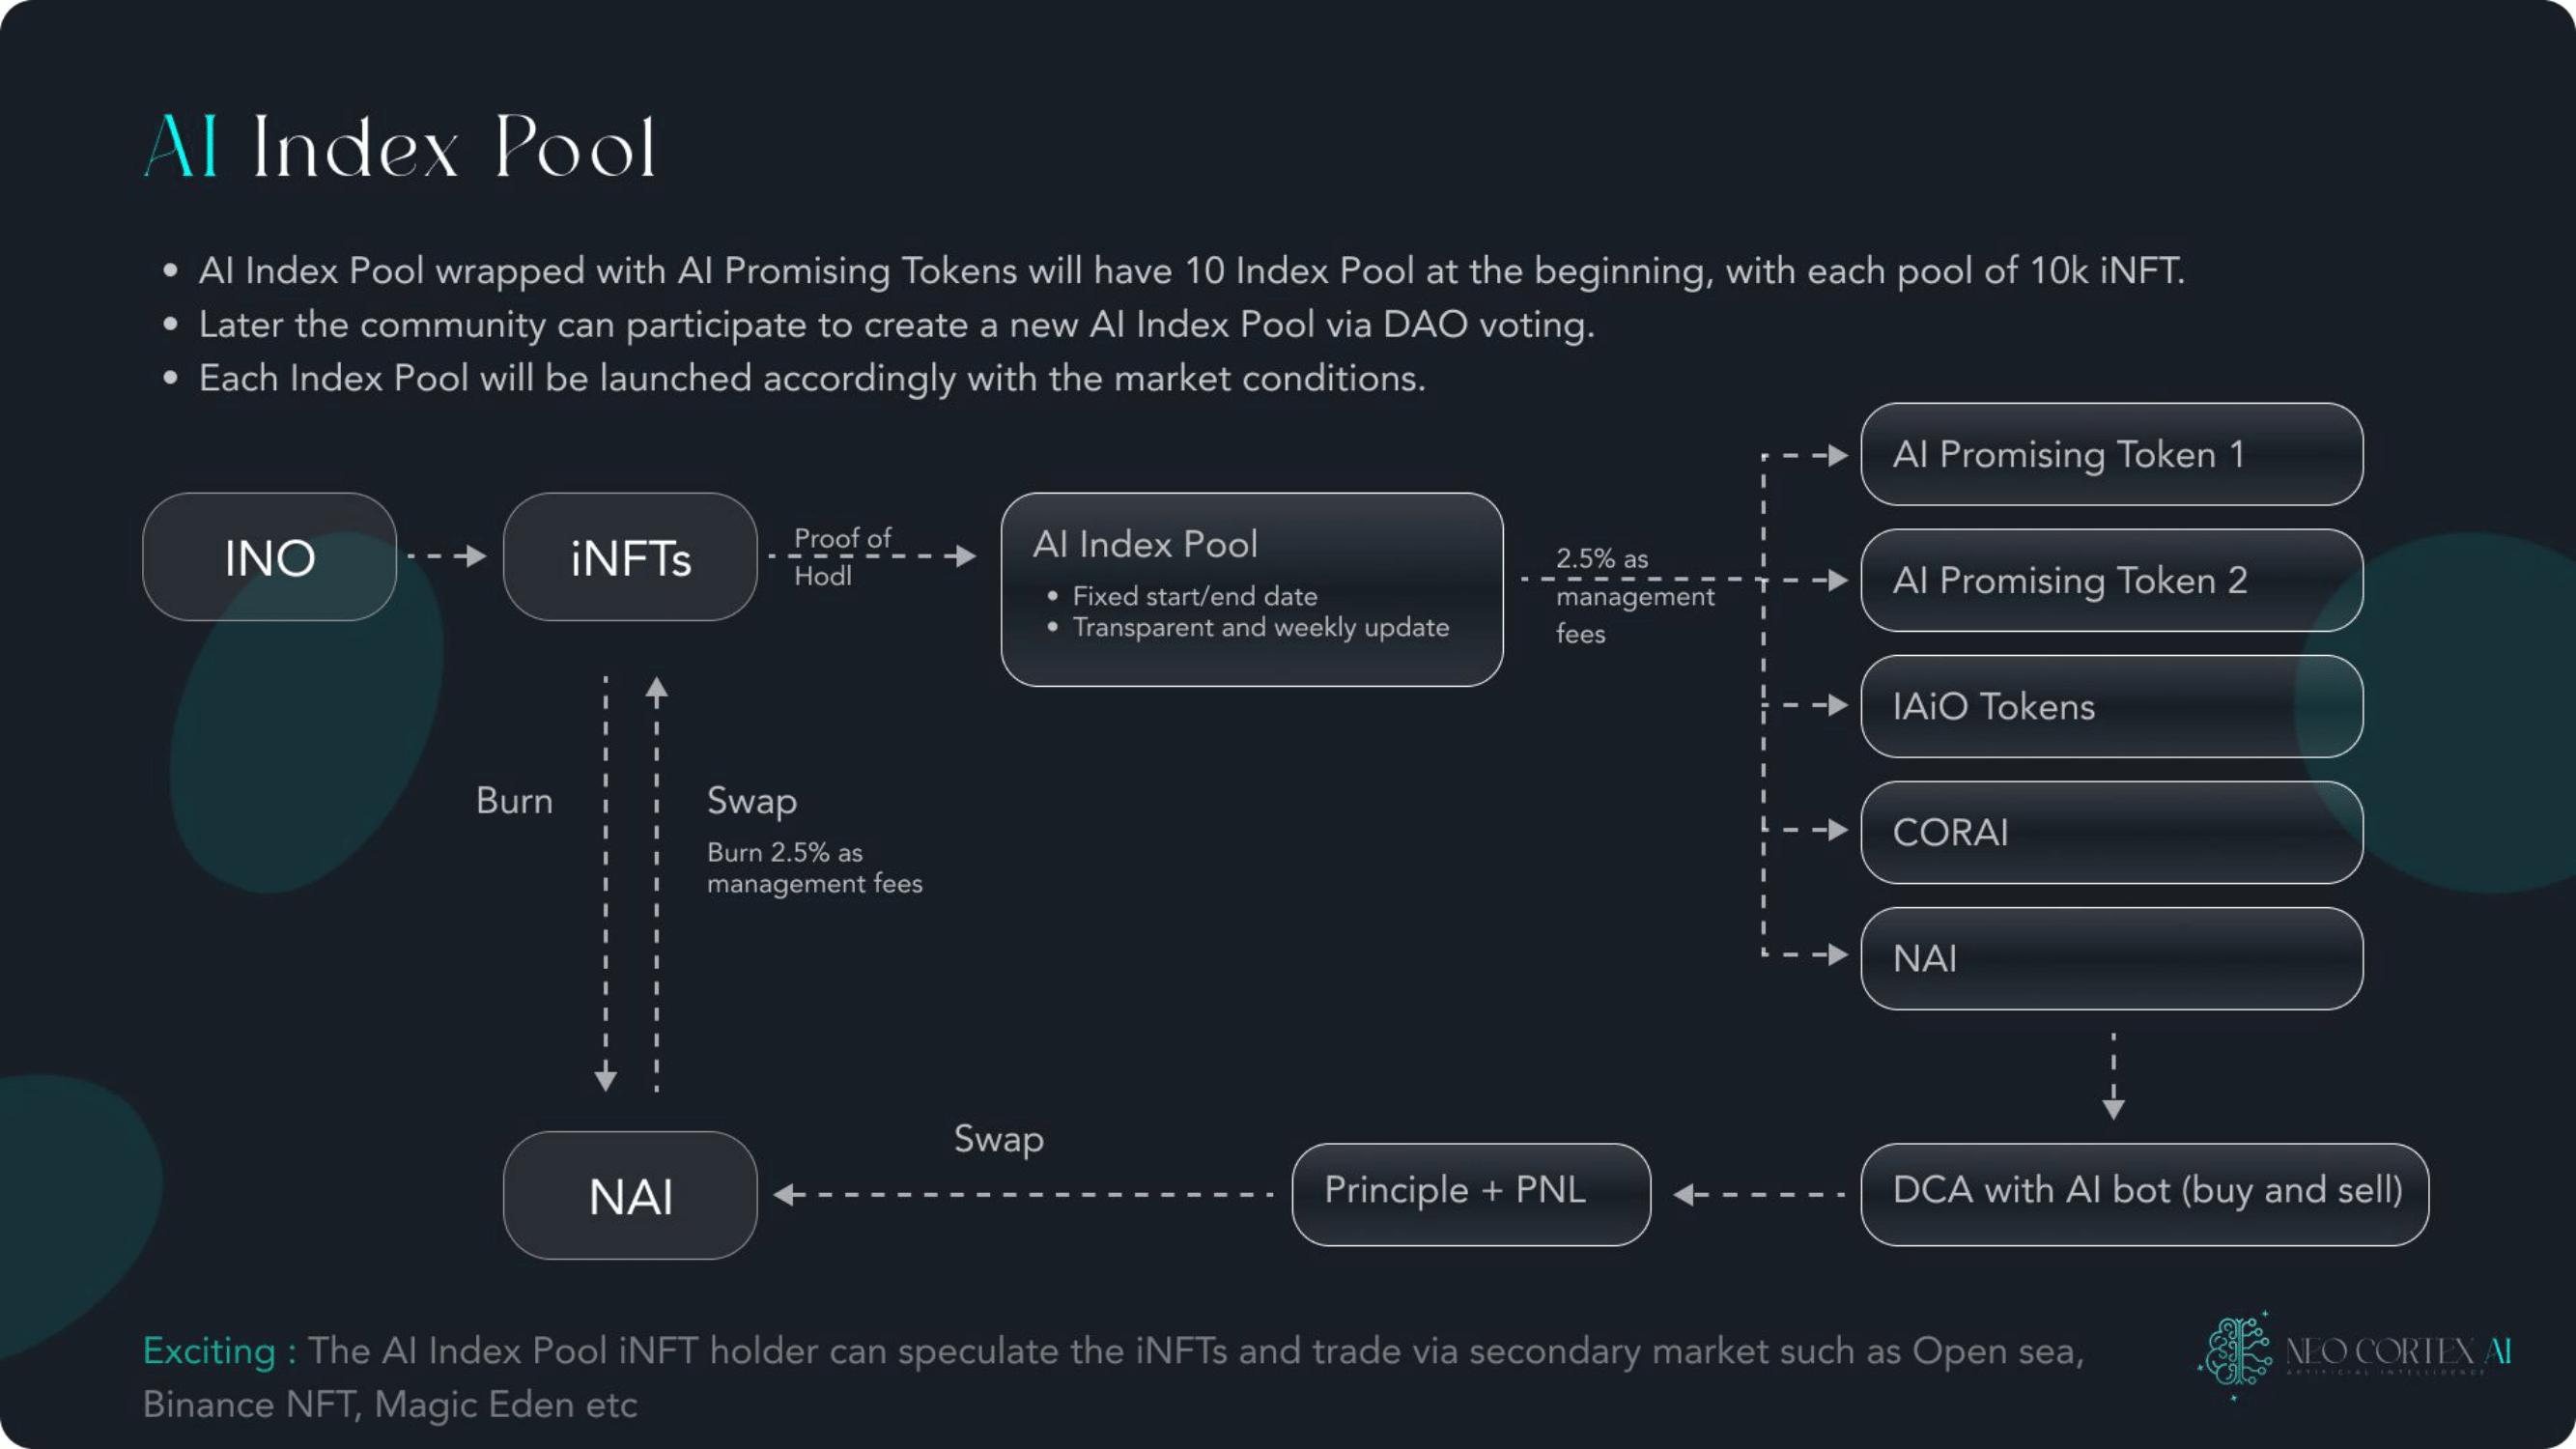 AI Index Pool
• AI Index Pool wrapped with AI Promising Tokens will have 10 Index Pool at the beginning, with each pool of 10k iNFT.
• Later the community can participate to create a new AI Index Pool via DAO voting.
• Each Index Pool will be launched accordingly with the market conditions.
INO
iNFTs
Proof of
Hodl
AI Index Pool
• Fixed start/end date
• Transparent and weekly update
2.5% as
management
fees
AI Promising Token 1
AI Promising Token 2
IAiO Tokens
CORAI
NAI
Burn
Swap
Burn 2.5% as
management fees
NAI
Swap
Principle + PNL
DCA with AI bot (buy and sell)
Exciting : The AI Index Pool iNFT holder can speculate the iNFTs and trade via secondary market such as Open sea,
Binance NFT, Magic Eden etc
NEO CORTEX AI
ARTIFICIAL INTELLIGENCE